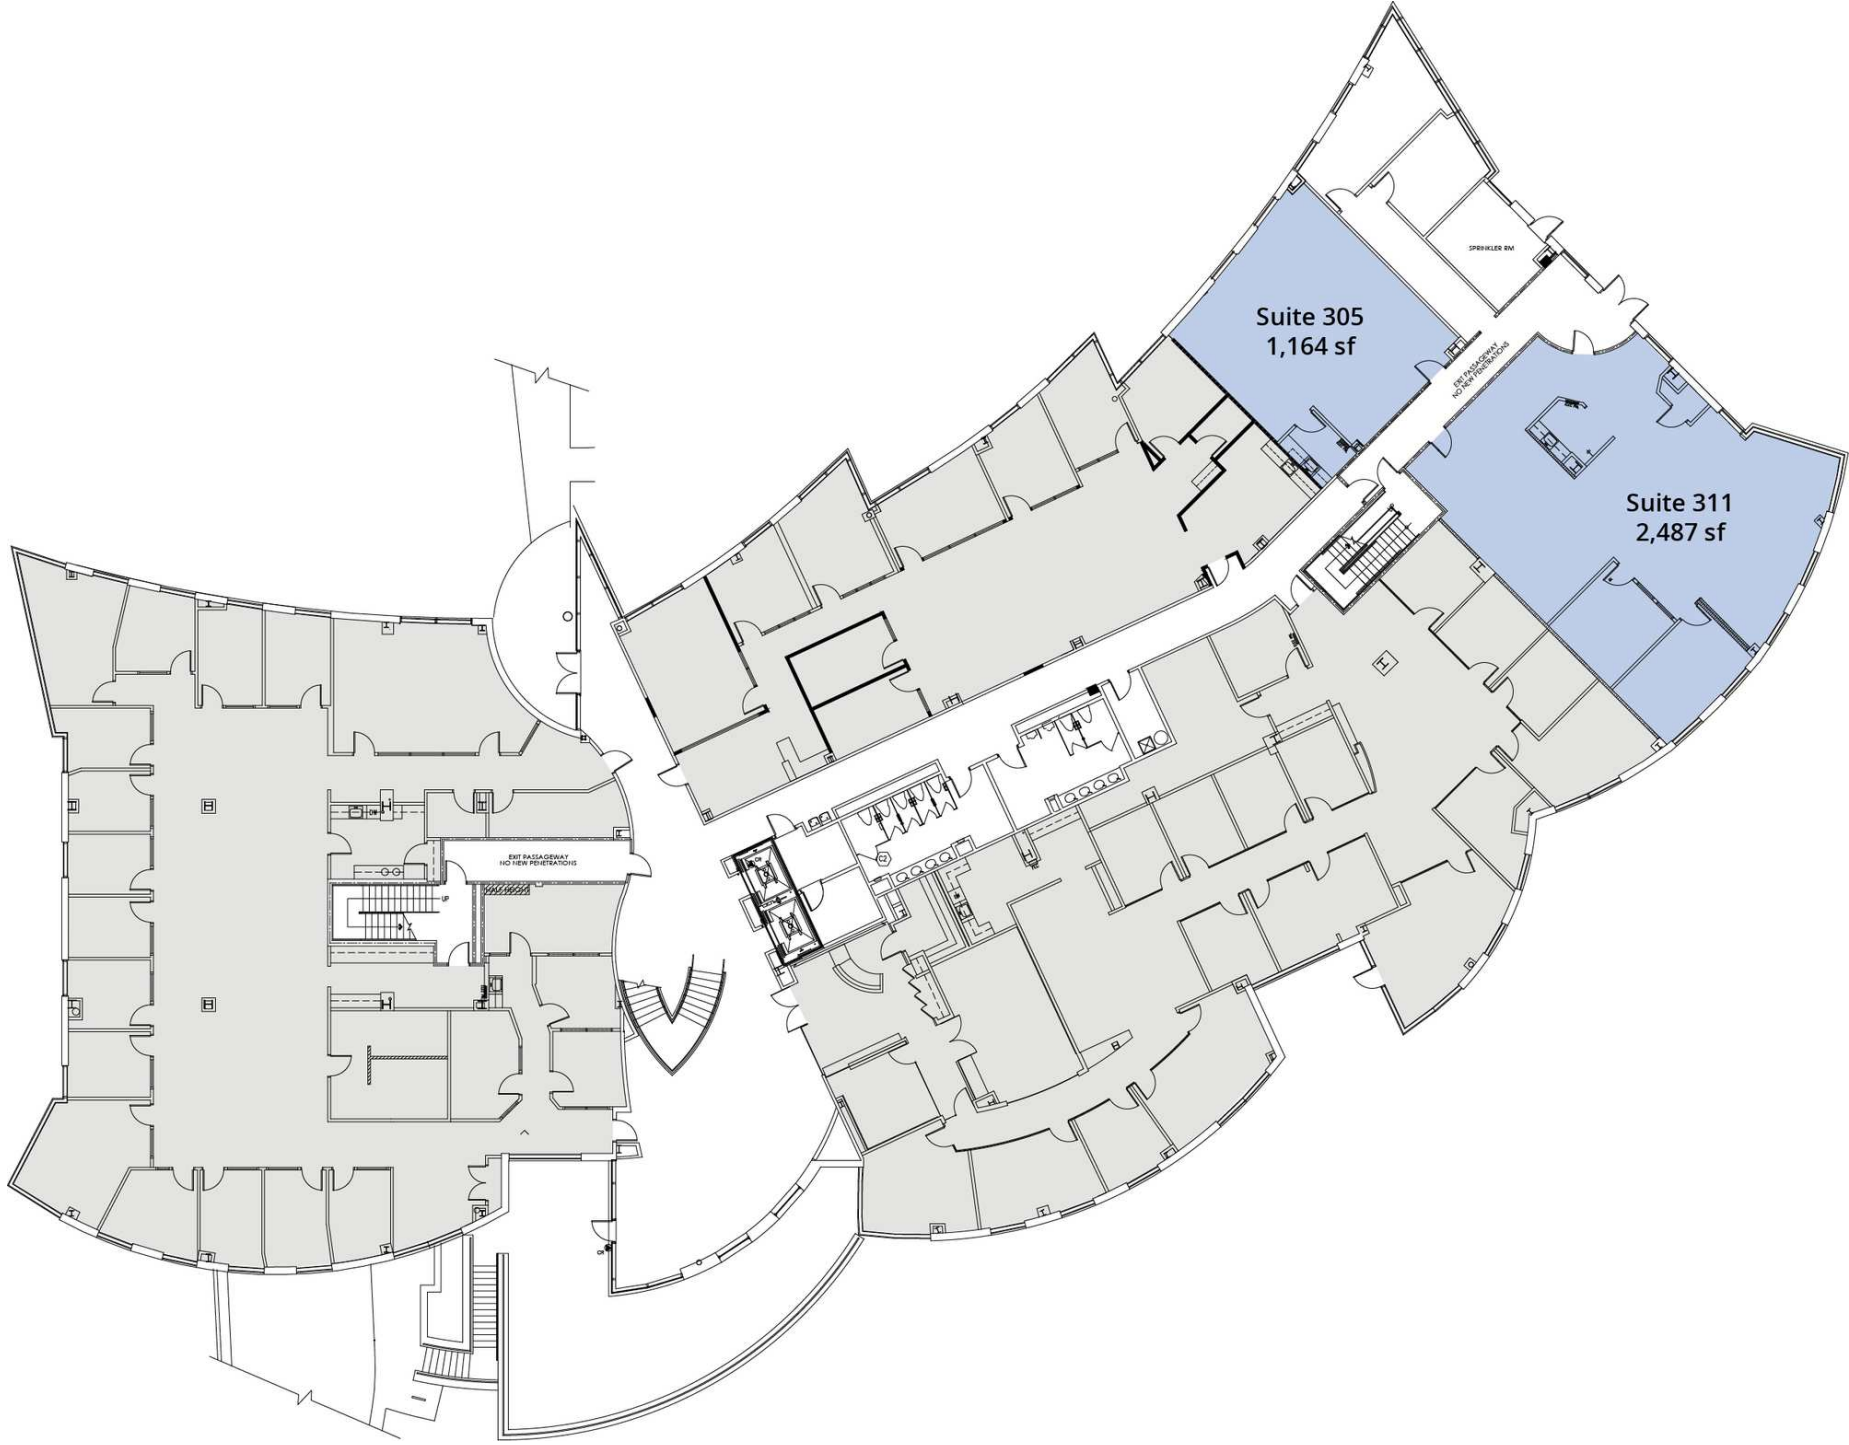 SPRINKLER RM
Suite 305
1,164 sf
EXIT PASSAGEWAY
NO NEW PENETRATIONS
Suite 311
2,487 sf
EXIT PASSAGEWAY
NO NEW PENETRATIONS
C2
UP